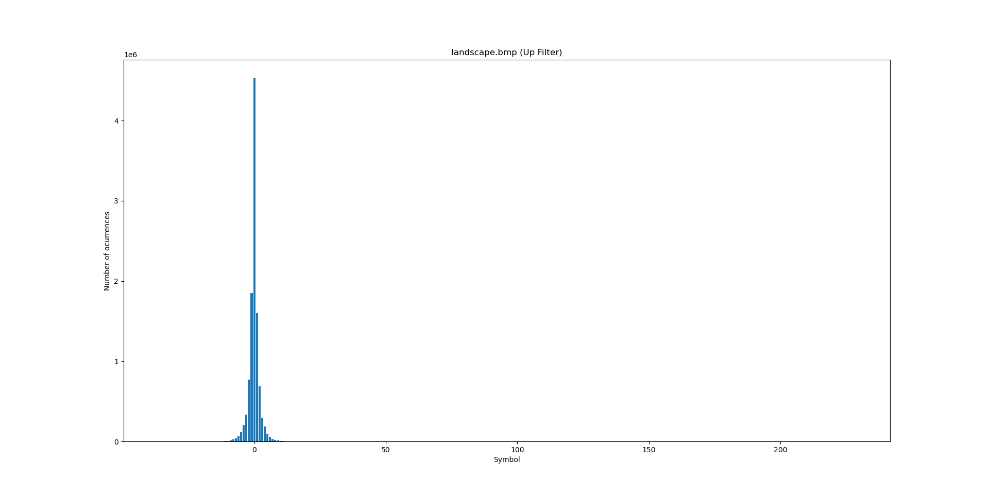 landscape.bmp (Up Filter)
1e6
4
3
2
1
0
Number of ocurrences
0 50 100 150 200
Symbol